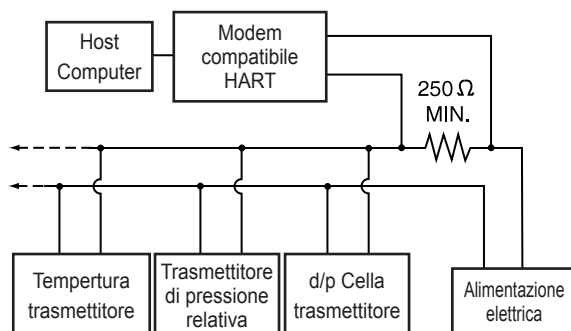 Host
Computer
Modem
compatibile
HART
250 Ω
MIN.
Tempertura
trasmettitore
Trasmettitore
di pressione
relativa
d/p Cella
trasmettitore
Alimentazione
elettrica